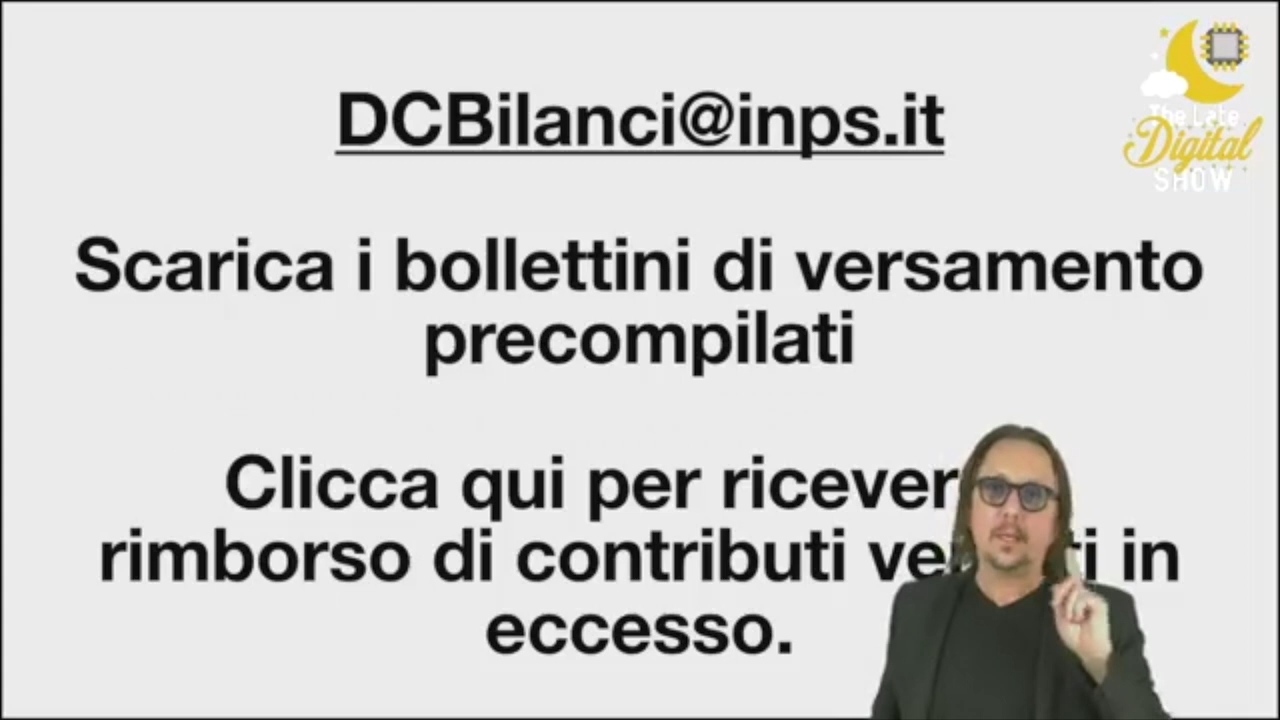 DCBilanci@inps.it
The Late
Digital
SHOW
Scarica i bollettini di versamento
precompilati
Clicca qui per
rimborso di contributi in
eccesso.